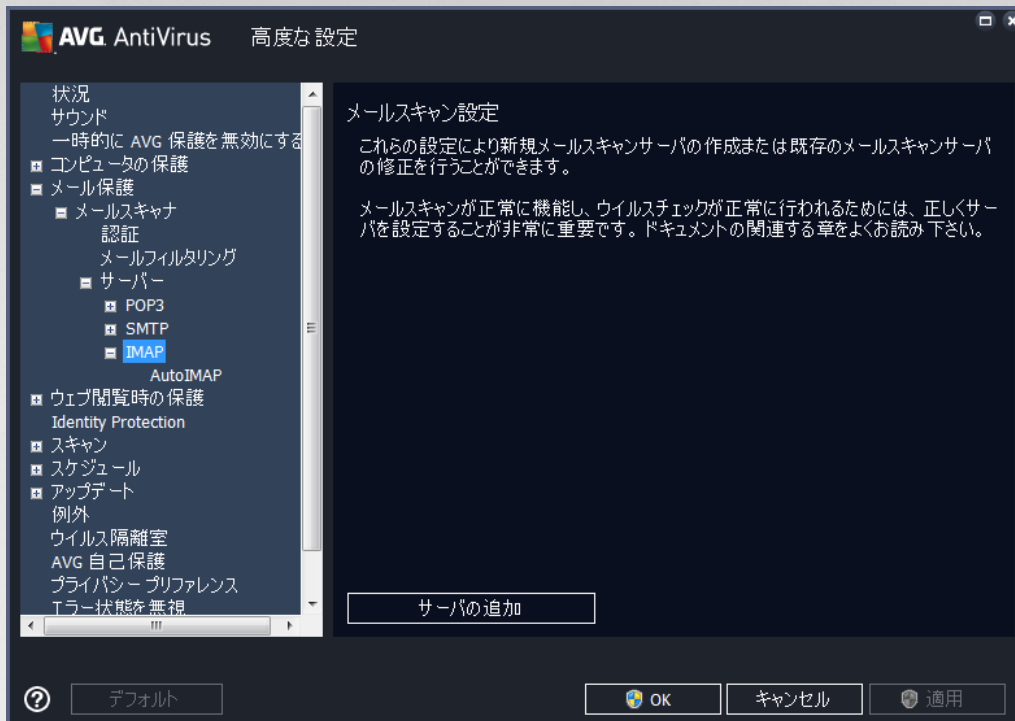 AVG. AntiVirus 高度な設定
状況
サウンド
一時的に AVG 保護を無効にする
コンピュータの保護
メール保護
メールスキャナ
認証
メールフィルタリング
サーバー
POP3
SMTP
IMAP
AutoIMAP
ウェブ閲覧時の保護
Identity Protection
スキャン
スケジュール
アップデート
例外
ウイルス隔離室
AVG 自己保護
プライバシー プリファレンス
エラー状態を無視
メールスキャン設定
これらの設定により新規メールスキャンサーバの作成または既存のメールスキャンサーバ
の修正を行うことができます。
メールスキャンが正常に機能し、ウイルスチェックが正常に行われるためには、正しくサー
バを設定することが非常に重要です。ドキュメントの関連する章をよくお読み下さい。
サーバの追加
デフォルト
OK
キャンセル
適用